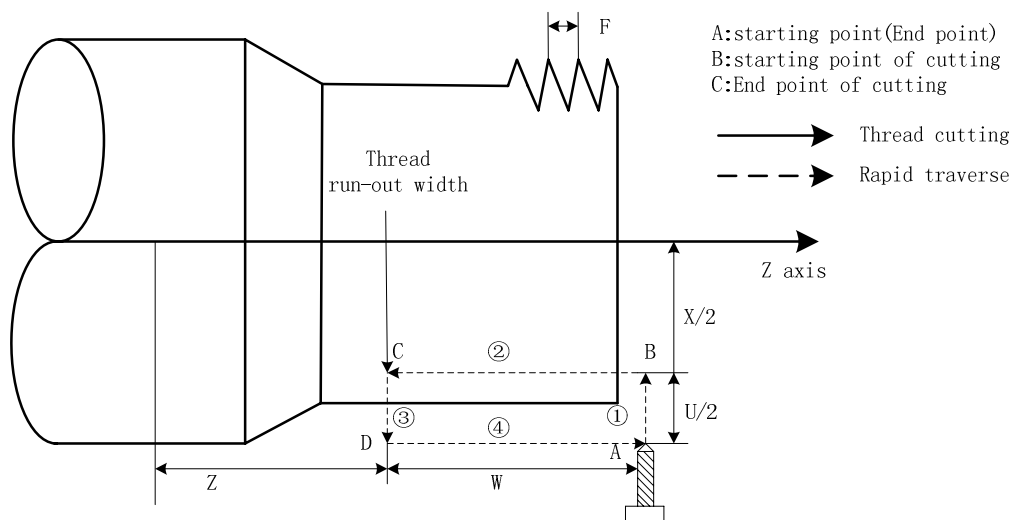 F
A:starting point(End point)
B:starting point of cutting
C:End point of cutting
Thread cutting
Rapid traverse
Thread
run-out width
Z axis
X/2
C
②
B
③
①
U/2
D
④
A
Z
W